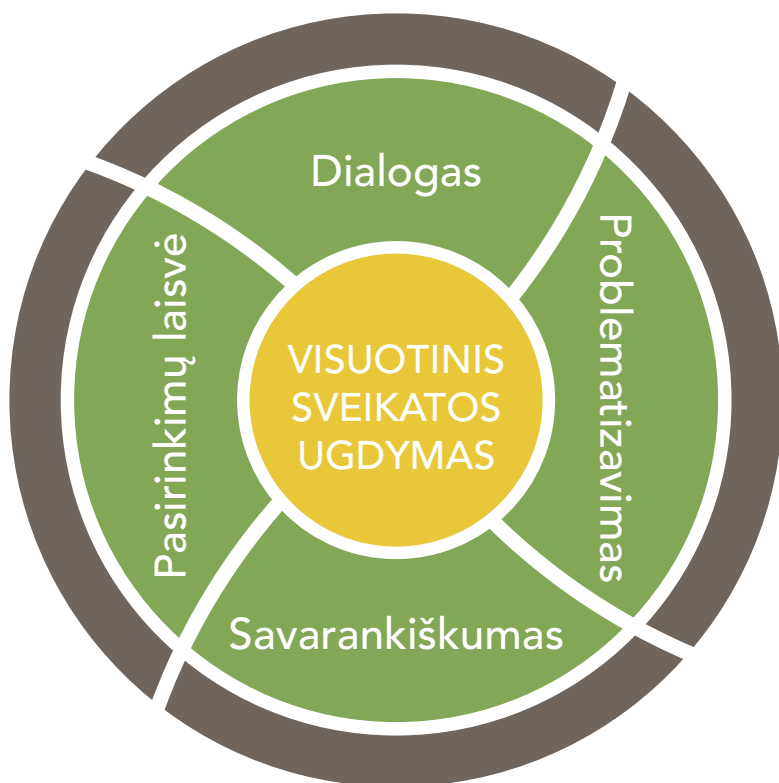 Dialogas
Pasirinkimų laisvė
VISUOTINIS
SVEIKATOS
UGDYMAS
Problematizavimas
Savarankiškumas